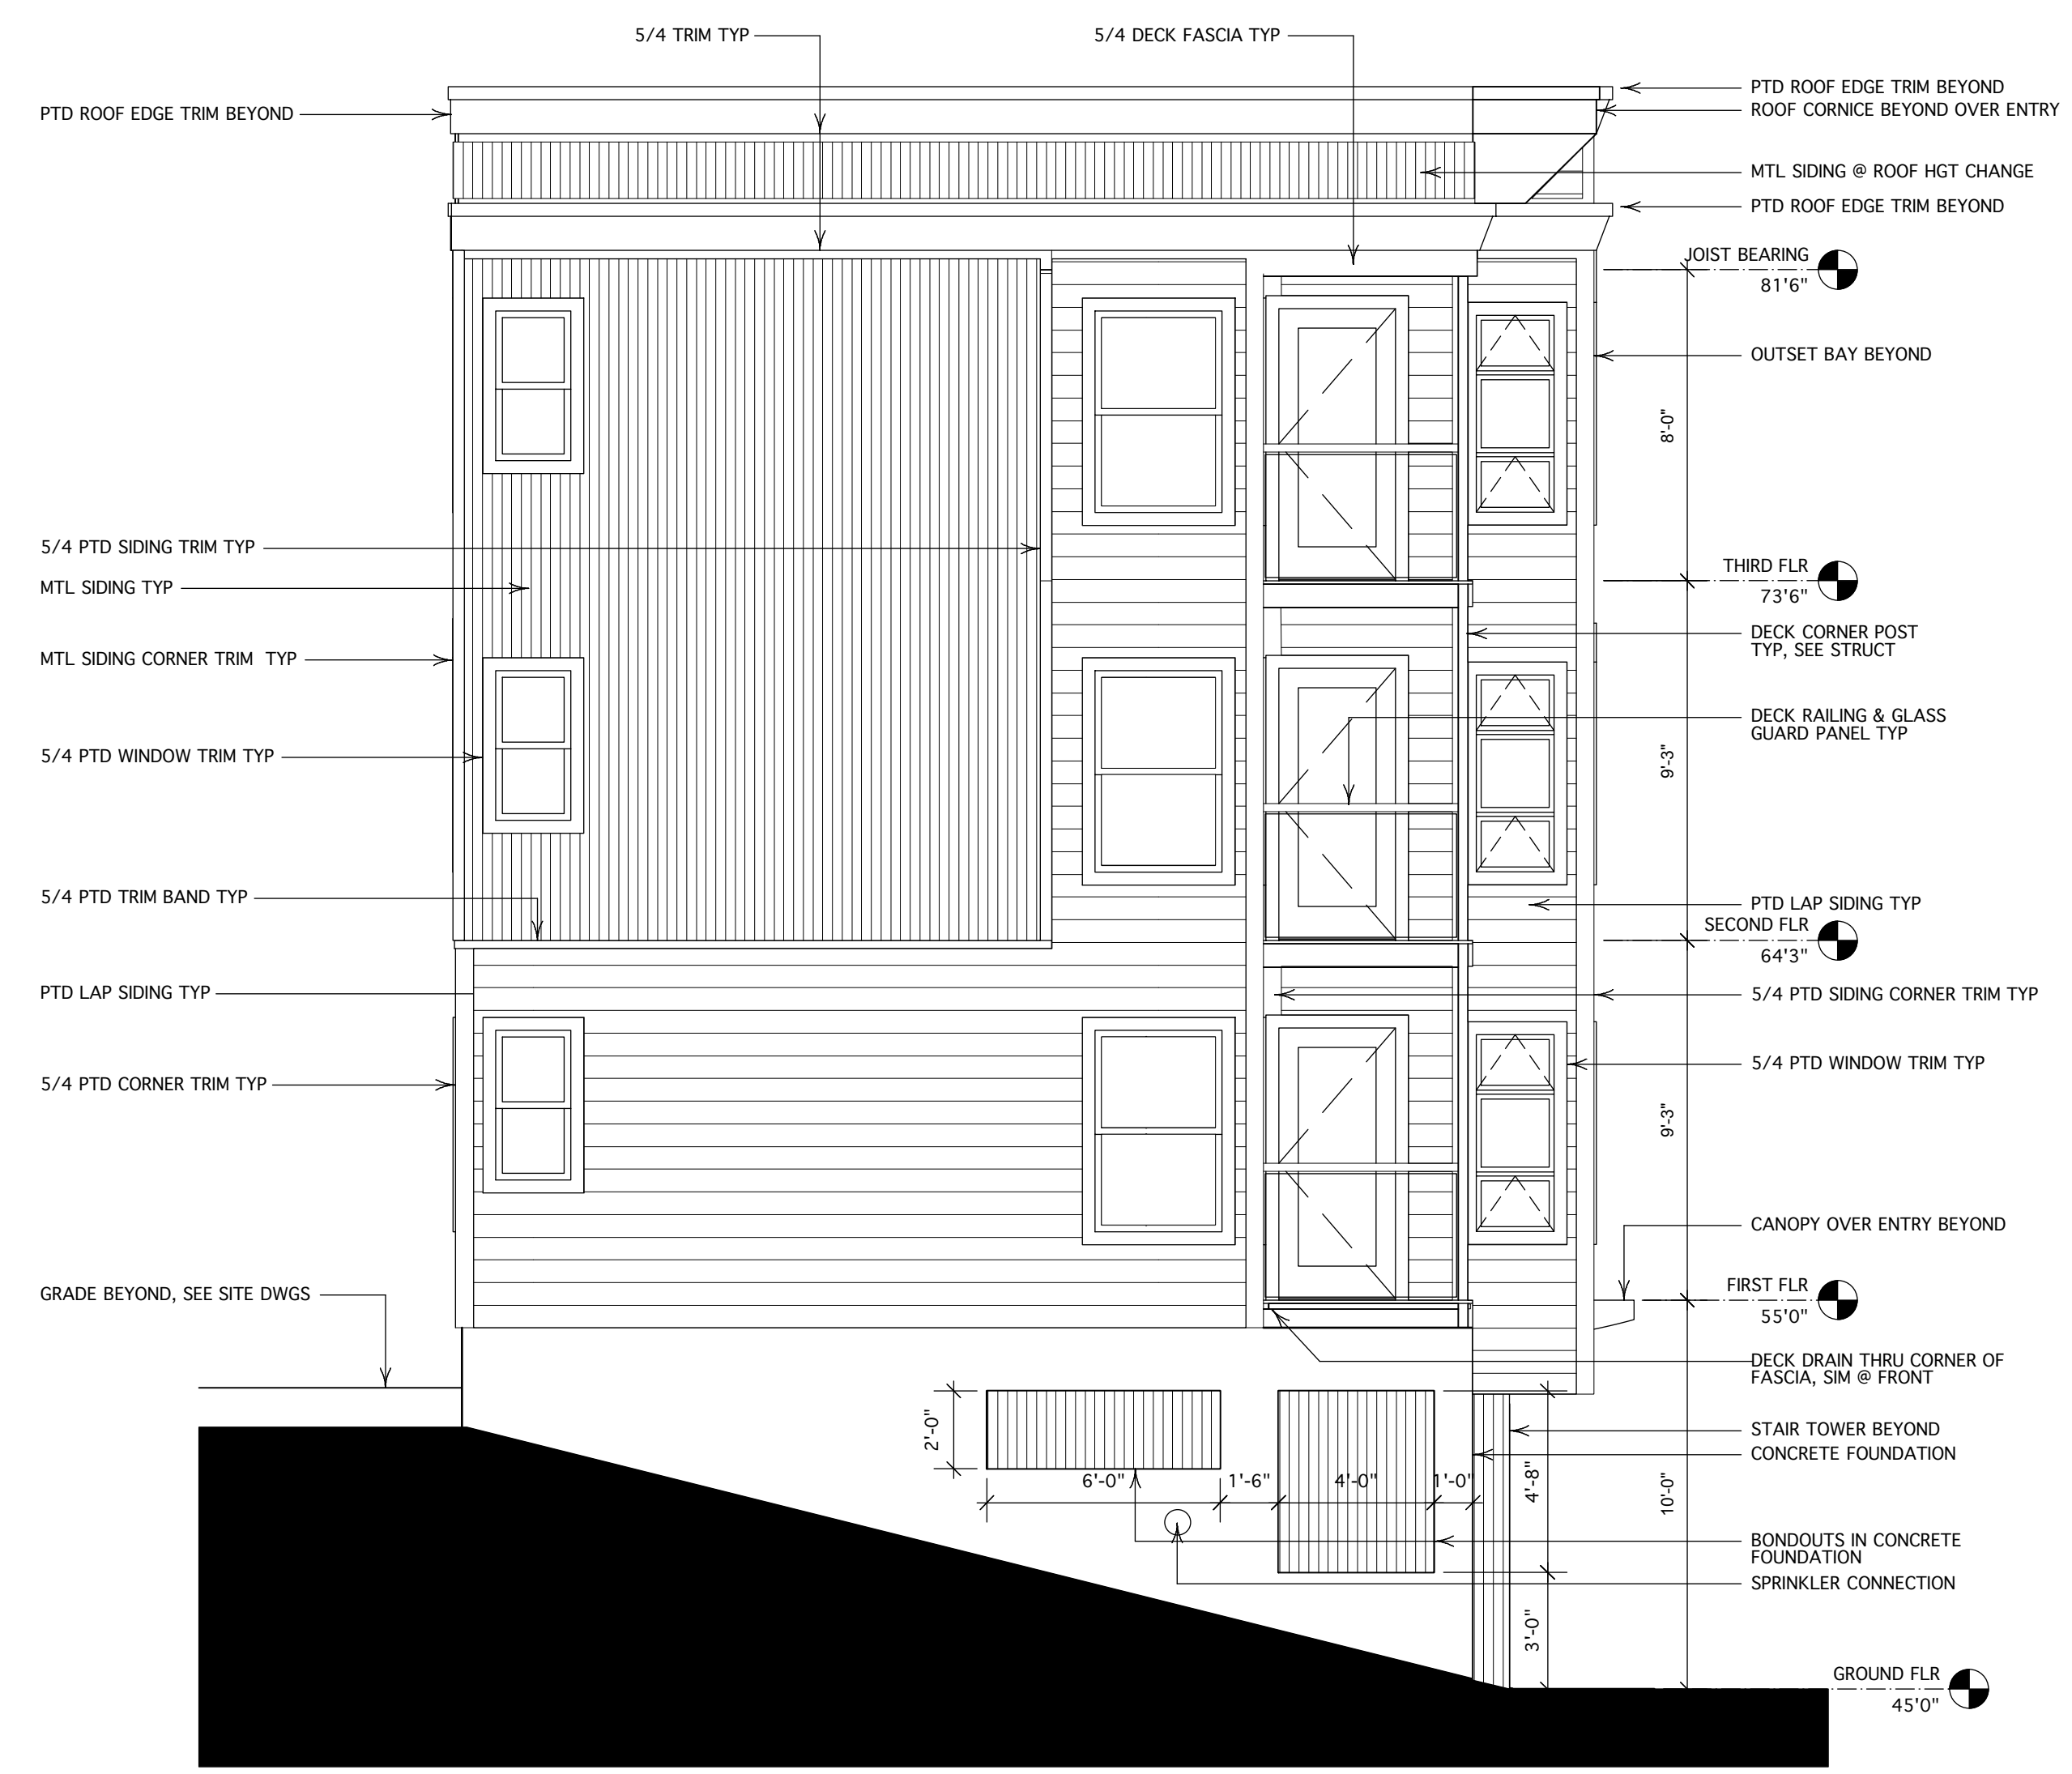 5/4 TRIM TYP
5/4 DECK FASCIA TYP
PTD ROOF EDGE TRIM BEYOND
PTD ROOF EDGE TRIM BEYOND
ROOF CORNICE BEYOND OVER ENTRY
MTL SIDING @ ROOF HGT CHANGE
PTD ROOF EDGE TRIM BEYOND
JOIST BEARING
81'6"
OUTSET BAY BEYOND
8'-0"
5/4 PTD SIDING TRIM TYP
MTL SIDING TYP
THIRD FLR
73'6"
MTL SIDING CORNER TRIM  TYP
DECK CORNER POST
TYP, SEE STRUCT
DECK RAILING & GLASS
GUARD PANEL TYP
5/4 PTD WINDOW TRIM TYP
9'-3"
5/4 PTD TRIM BAND TYP
PTD LAP SIDING TYP
SECOND FLR
64'3"
PTD LAP SIDING TYP
5/4 PTD SIDING CORNER TRIM TYP
5/4 PTD CORNER TRIM TYP
5/4 PTD WINDOW TRIM TYP
9'-3"
CANOPY OVER ENTRY BEYOND
GRADE BEYOND, SEE SITE DWGS
FIRST FLR
55'0"
DECK DRAIN THRU CORNER OF
FASCIA, SIM @ FRONT
2'-0"
STAIR TOWER BEYOND
CONCRETE FOUNDATION
6'-0"
1'-6"
4'-0"
1'-0"
4'-8"
10'-0"
BONDOUTS IN CONCRETE
FOUNDATION
SPRINKLER CONNECTION
3'-0"
GROUND FLR
45'0"